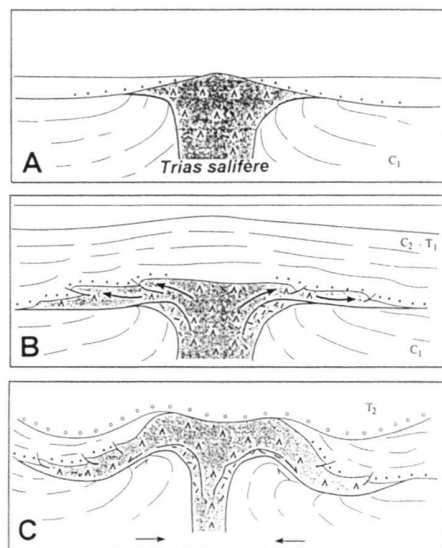 A
Trias salifère
C₁
B
C₂ - T₁
C₁
C
T₂